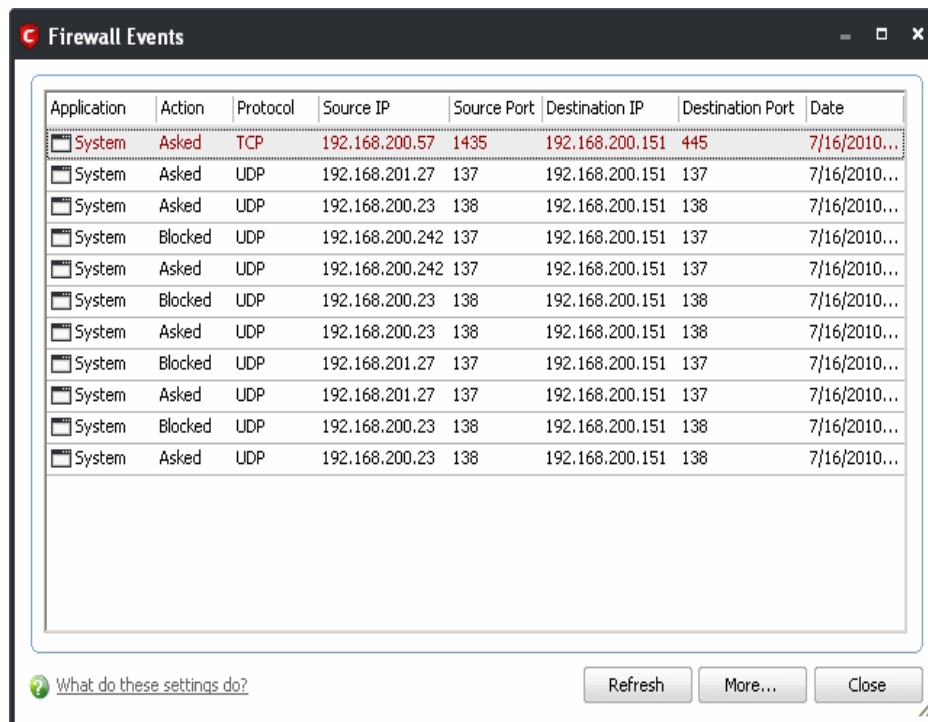 Firewall Events
Application Action Protocol Source IP Source Port Destination IP Destination Port Date
System Asked TCP 192.168.200.57 1435 192.168.200.151 445 7/16/2010...
System Asked UDP 192.168.201.27 137 192.168.200.151 137 7/16/2010...
System Asked UDP 192.168.200.23 138 192.168.200.151 138 7/16/2010...
System Blocked UDP 192.168.200.242 137 192.168.200.151 137 7/16/2010...
System Asked UDP 192.168.200.242 137 192.168.200.151 137 7/16/2010...
System Blocked UDP 192.168.200.23 138 192.168.200.151 138 7/16/2010...
System Asked UDP 192.168.200.23 138 192.168.200.151 138 7/16/2010...
System Blocked UDP 192.168.201.27 137 192.168.200.151 137 7/16/2010...
System Asked UDP 192.168.201.27 137 192.168.200.151 137 7/16/2010...
System Blocked UDP 192.168.200.23 138 192.168.200.151 138 7/16/2010...
System Asked UDP 192.168.200.23 138 192.168.200.151 138 7/16/2010...
What do these settings do? Refresh More... Close